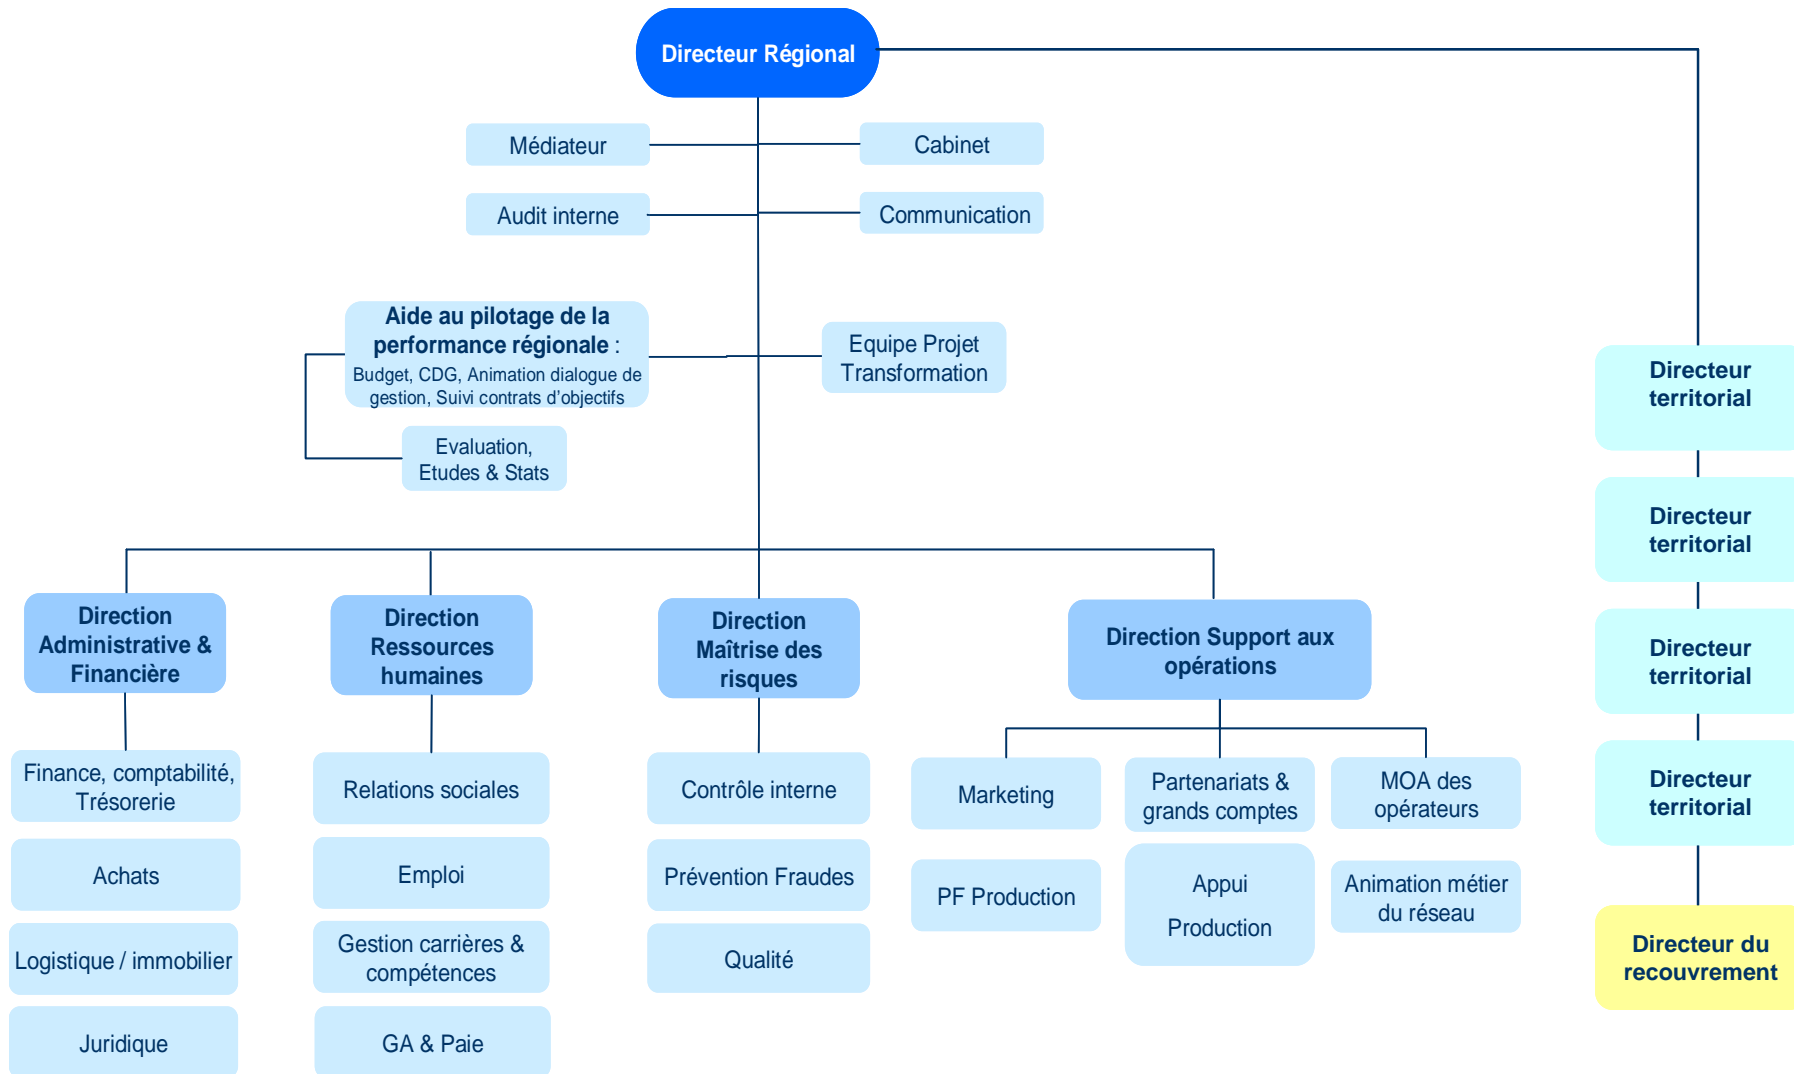 Directeur Régional
Médiateur
Cabinet
Audit interne
Communication
Aide au pilotage de la
performance régionale :
Budget, CDG, Animation dialogue de
gestion, Suivi contrats d'objectifs
Equipe Projet
Transformation
Evaluation,
Etudes & Stats
Directeur
territorial
Directeur
territorial
Directeur
territorial
Directeur
territorial
Directeur du
recouvrement
Direction
Administrative &
Financière
Direction
Ressources
humaines
Direction
Maîtrise des
risques
Direction Support aux
opérations
Finance, comptabilité,
Trésorerie
Achats
Logistique / immobilier
Juridique
Relations sociales
Emploi
Gestion carrières &
compétences
GA & Paie
Contrôle interne
Prévention Fraudes
Qualité
Marketing
PF Production
Partenariats &
grands comptes
Appui
Production
MOA des
opérateurs
Animation métier
du réseau